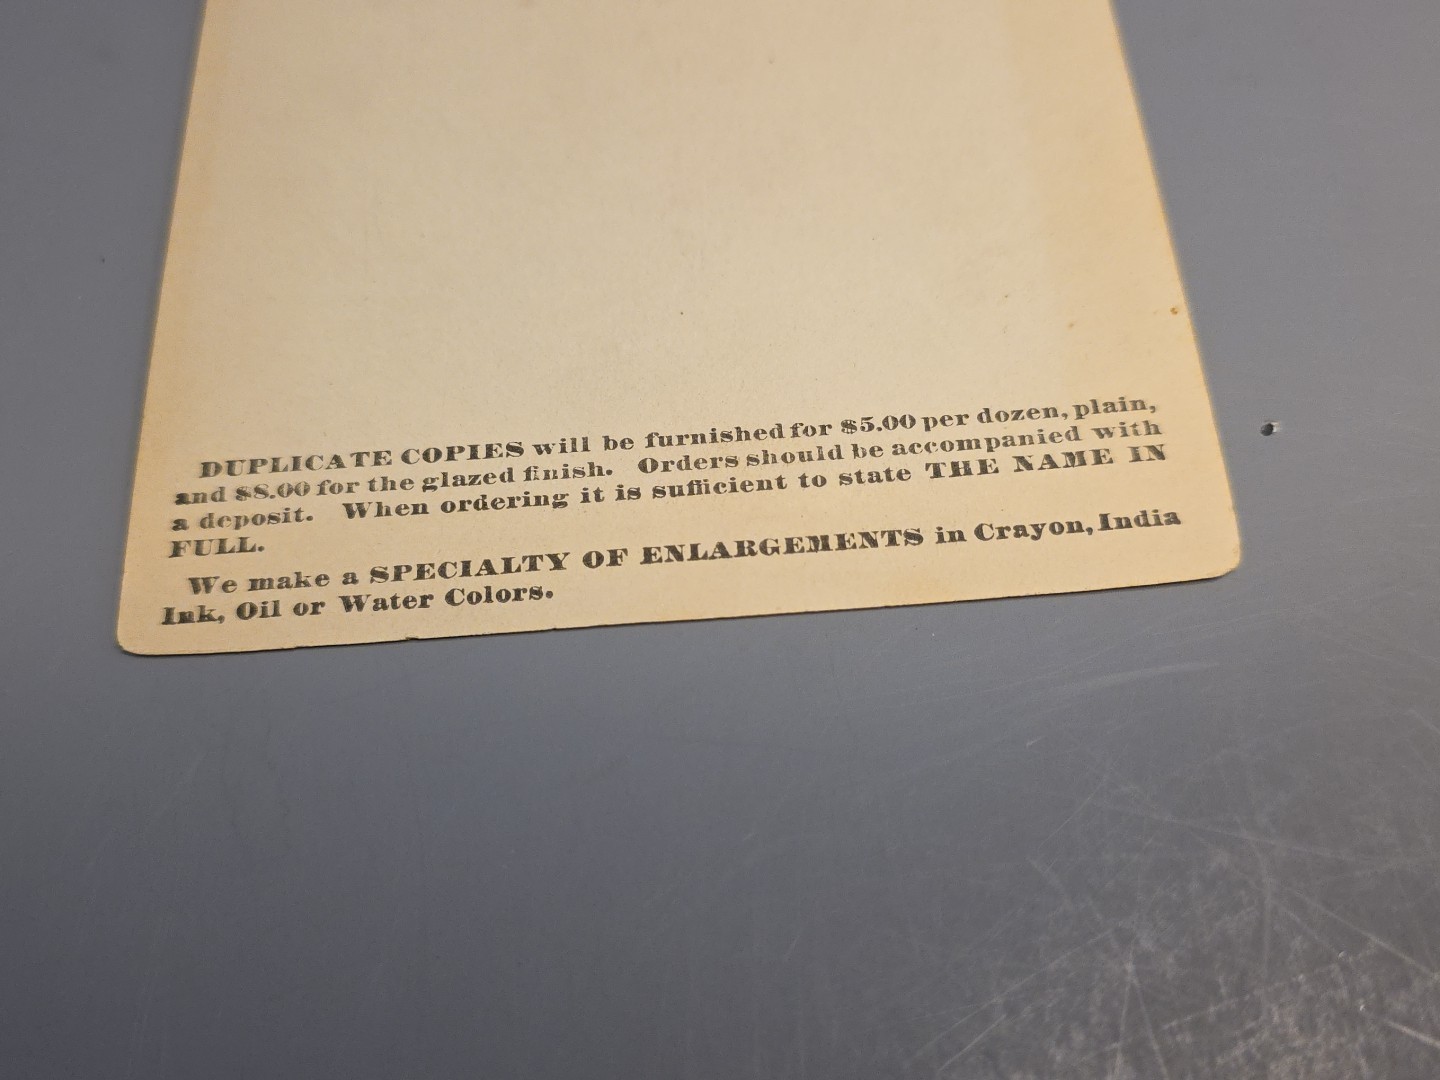 DUPLICATE COPIES will be furnished for $5.00 per dozen, plain,
and $8.00 for the glazed finish. Orders should be accompanied with
a deposit. When ordering it is sufficient to state THE NAME IN
FULL.
We make a SPECIALTY OF ENLARGEMENTS in Crayon, India
Ink, Oil or Water Colors.